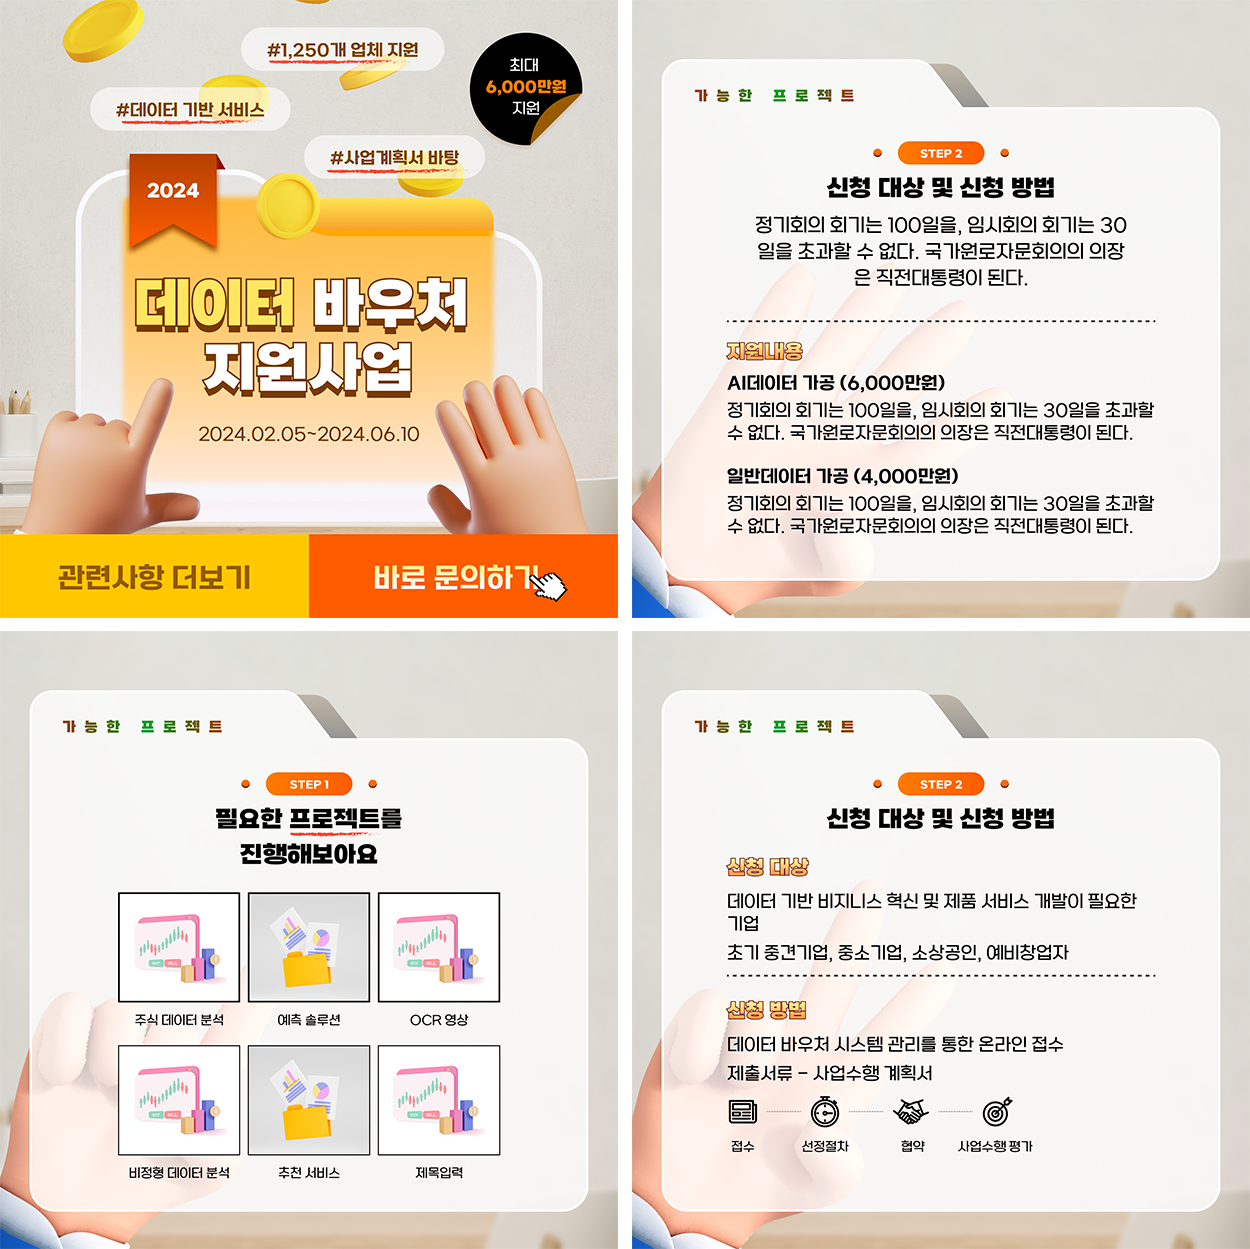 #1,250개 업체 지원
최대
6,000만원
지원
#데이터 기반 서비스
#사업계획서 바탕
2024
데이터 바우처
지원사업
2024.02.05~2024.06.10
관련사항 더보기
바로 문의하기
가능한 프로젝트
STEP 2
신청 대상 및 신청 방법
정기회의 회기는 100일을, 임시회의 회기는 30
일을 초과할 수 없다. 국가원로자문회의의 의장
은 직전대통령이 된다.
지원내용
AI데이터 가공 (6,000만원)
정기회의 회기는 100일을, 임시회의 회기는 30일을 초과할
수 없다. 국가원로자문회의의 의장은 직전대통령이 된다.
일반데이터 가공 (4,000만원)
정기회의 회기는 100일을, 임시회의 회기는 30일을 초과할
수 없다. 국가원로자문회의의 의장은 직전대통령이 된다.
가능한 프로젝트
STEP 1
필요한 프로젝트를
진행해보아요
BUY SELL
BUY SELL
주식 데이터 분석
예측 솔루션
OCR 영상
BUY SELL
BUY SELL
비정형 데이터 분석
추천 서비스
제목입력
가능한 프로젝트
STEP 2
신청 대상 및 신청 방법
신청 대상
데이터 기반 비지니스 혁신 및 제품 서비스 개발이 필요한
기업
초기 중견기업, 중소기업, 소상공인, 예비창업자
신청 방법
데이터 바우처 시스템 관리를 통한 온라인 접수
제출서류 - 사업수행 계획서
접수
선정절차
협약
사업수행 평가